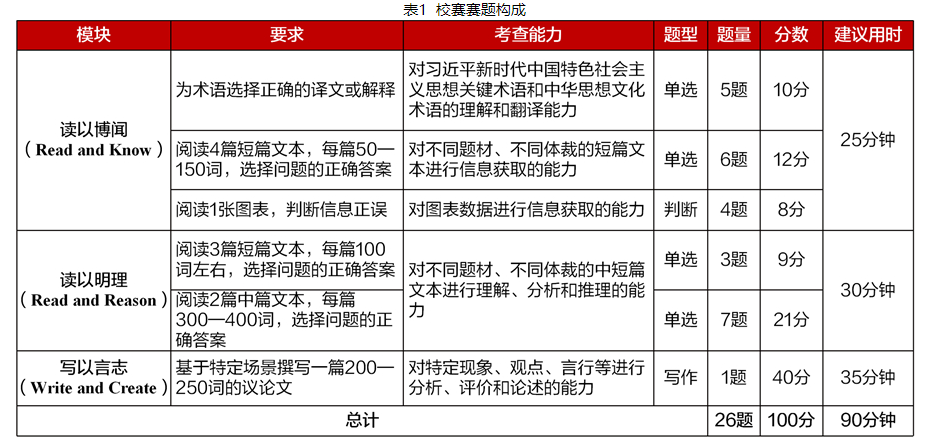 表1 校赛赛题构成
模块 要求 考查能力 题型 题量 分数 建议用时
读以博闻
（Read and Know）
为术语选择正确的译文或解释
对习近平新时代中国特色社会主
义思想关键术语和中华思想文化
术语的理解和翻译能力
单选 5题 10分
25分钟
阅读4篇短篇文本，每篇50—
150词，选择问题的正确答案
对不同题材、不同体裁的短篇文
本进行信息获取的能力
单选 6题 12分
阅读1张图表，判断信息正误
对图表数据进行信息获取的能力
判断 4题 8分
读以明理
（Read and Reason）
阅读3篇短篇文本，每篇100
词左右，选择问题的正确答案
对不同题材、不同体裁的中短篇
文本进行理解、分析和推理的能
力
单选 3题 9分
30分钟
阅读2篇中篇文本，每篇
300—400词，选择问题的正
确答案
单选 7题 21分
写以言志
（Write and Create）
基于特定场景撰写一篇200—
250词的议论文
对特定现象、观点、言行等进行
分析、评价和论述的能力
写作 1题 40分 35分钟
总计 26题 100分 90分钟